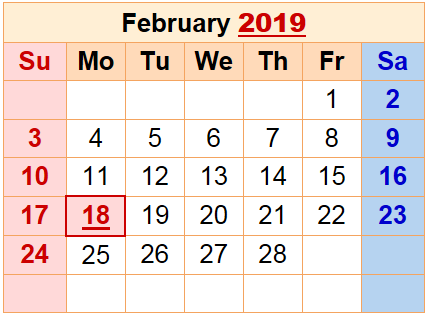 February 2019
Su Mo Tu We Th Fr Sa
1 2
3 4 5 6 7 8 9
10 11 12 13 14 15 16
17 18 19 20 21 22 23
24 25 26 27 28